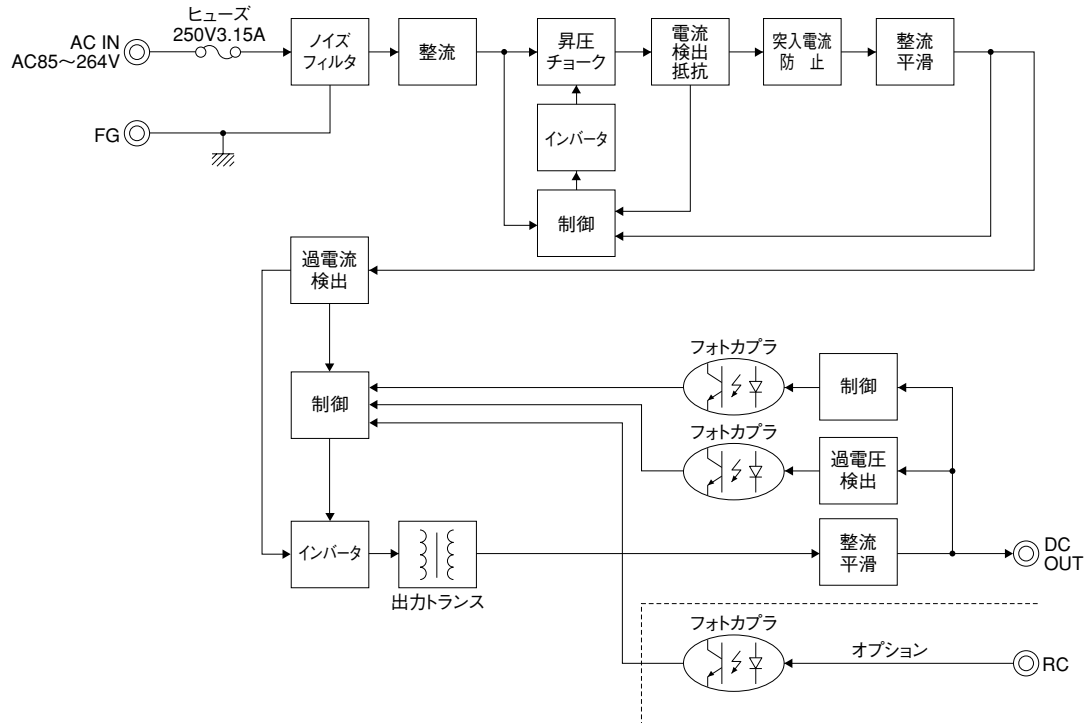 ヒューズ
250V3.15A
AC IN
AC85～264V
ノイズ
フィルタ
整流
昇圧
チョーク
電流
検出
抵抗
突入電流
防 止
整流
平滑
FG
インバータ
制御
過電流
検出
フォトカプラ
制御
制御
フォトカプラ
過電圧
検出
インバータ
整流
平滑
DC
OUT
出力トランス
フォトカプラ
オプション
RC